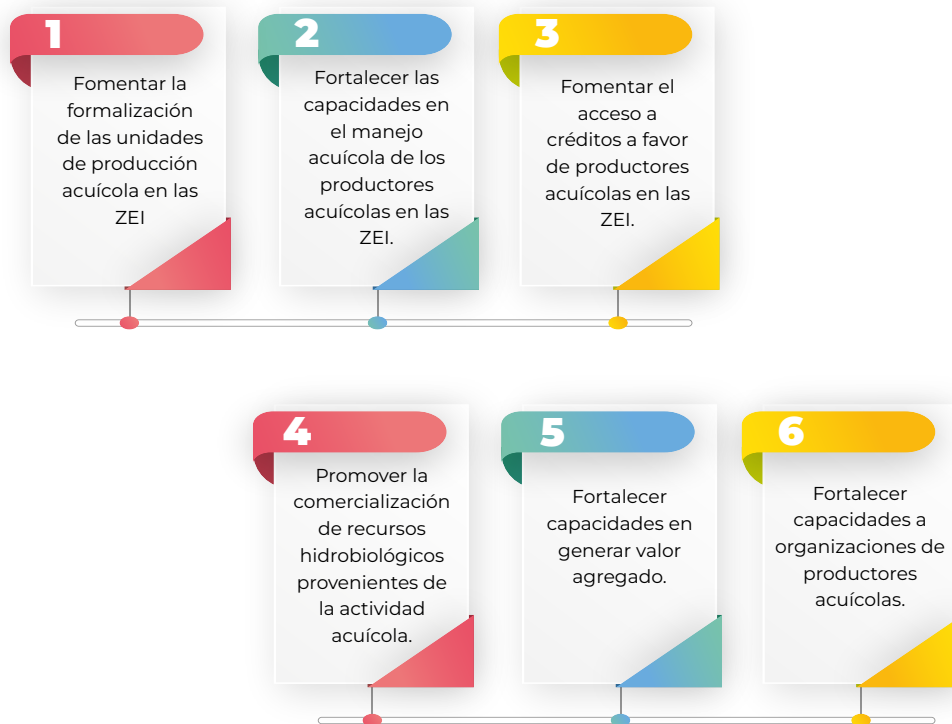 1
Fomentar la
formalización
de las unidades
de producción
acuícola en las
ZEI
2
Fortalecer las
capacidades en
el manejo
acuícola de los
productores
acuícolas en las
ZEI.
3
Fomentar el
acceso a
créditos a favor
de productores
acuícolas en las
ZEI.
4
Promover la
comercialización
de recursos
hidrobiológicos
provenientes de
la actividad
acuícola.
5
Fortalecer
capacidades en
generar valor
agregado.
6
Fortalecer
capacidades a
organizaciones de
productores
acuícolas.